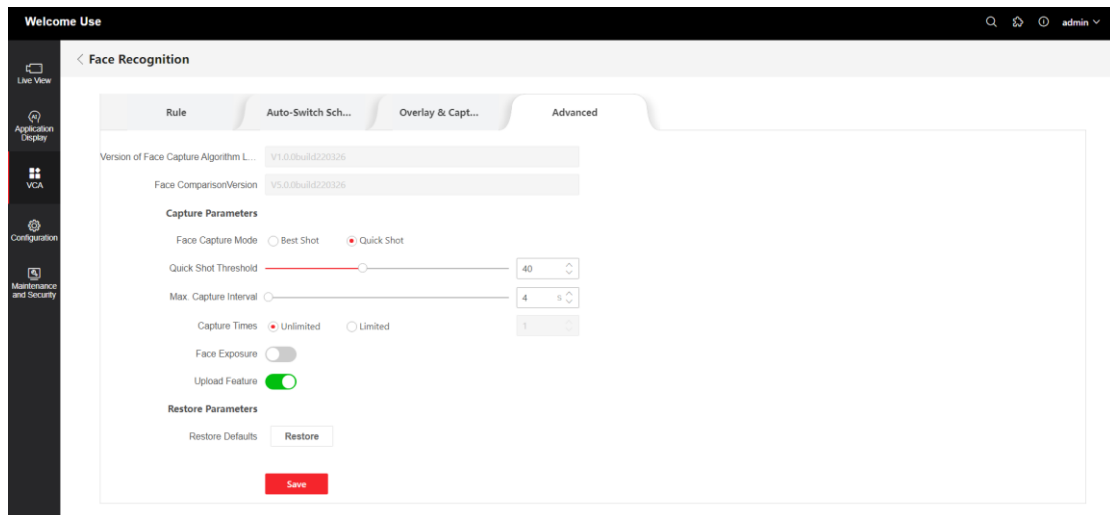 Welcome Use
admin
Live View
AI
Application
Display
VCA
Configuration
Maintenance
and Security
Face Recognition
Rule
Auto-Switch Sch...
Overlay & Capt...
Advanced
Version of Face Capture Algorithm L...
V1.0.0build220326
Face ComparisonVersion
V5.0.0build220326
Capture Parameters
Face Capture Mode
Best Shot
Quick Shot
Quick Shot Threshold
40
Max. Capture Interval
4 s
Capture Times
Unlimited
Limited
1
Face Exposure
Upload Feature
Restore Parameters
Restore Defaults
Restore
Save